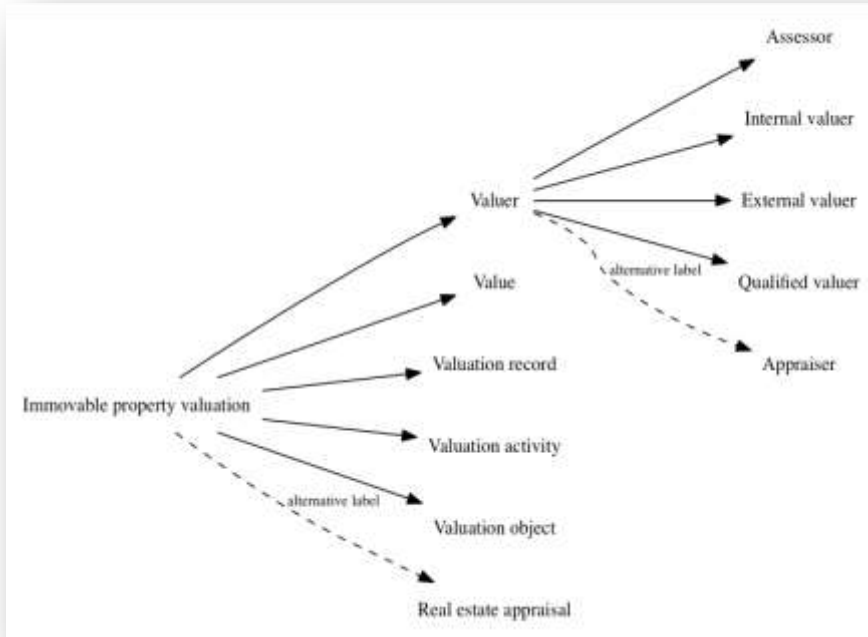 Assessor
Internal valuer
Valuer
External valuer
alternative label
Value
Qualified valuer
Valuation record
Appraiser
Immovable property valuation
Valuation activity
alternative label
Valuation object
Real estate appraisal